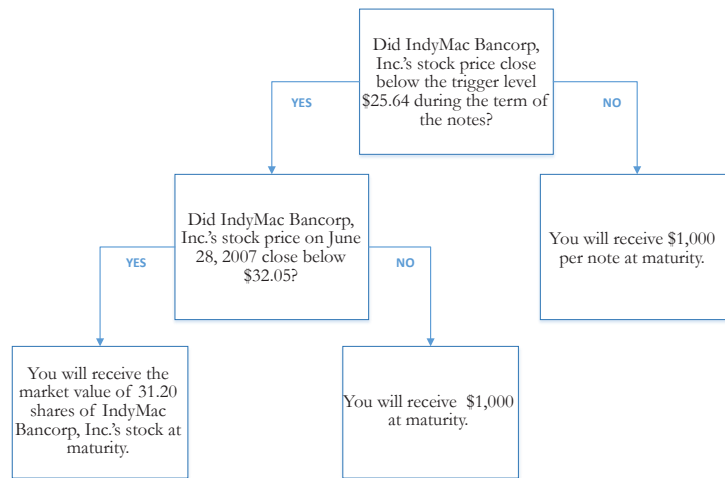 Did IndyMac Bancorp,
Inc.'s stock price close
below the trigger level
$25.64 during the term of
the notes?
YES
NO
Did IndyMac Bancorp,
Inc.'s stock price on June
28, 2007 close below
$32.05?
You will receive $1,000
per note at maturity.
YES
NO
You will receive the
market value of 31.20
shares of IndyMac
Bancorp, Inc.'s stock at
maturity.
You will receive $1,000
at maturity.